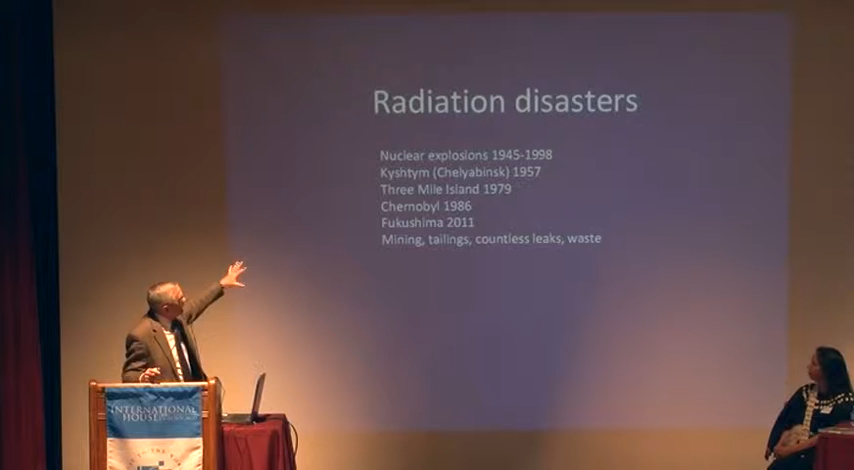 Radiation disasters
Nuclear explosions 1945-1998
Kyshtym (Chelyabinsk) 1957
Three Mile Island 1979
Chernobyl 1986
Fukushima 2011
Mining, tailings, countless leaks, waste
INTERNATIONAL
HOUSE